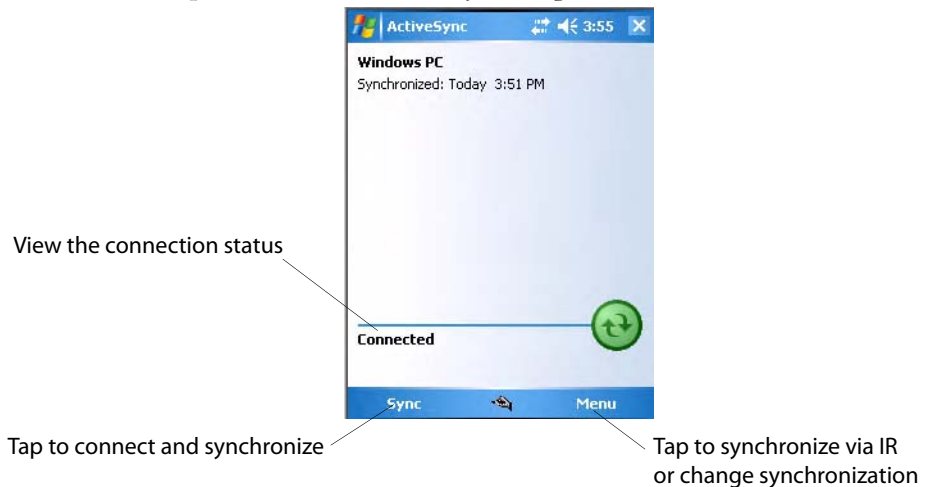 ActiveSync 3:55
Windows PC
Synchronized: Today 3:51 PM
View the connection status
Connected
Sync Menu
Tap to connect and synchronize
Tap to synchronize via IR
or change synchronization